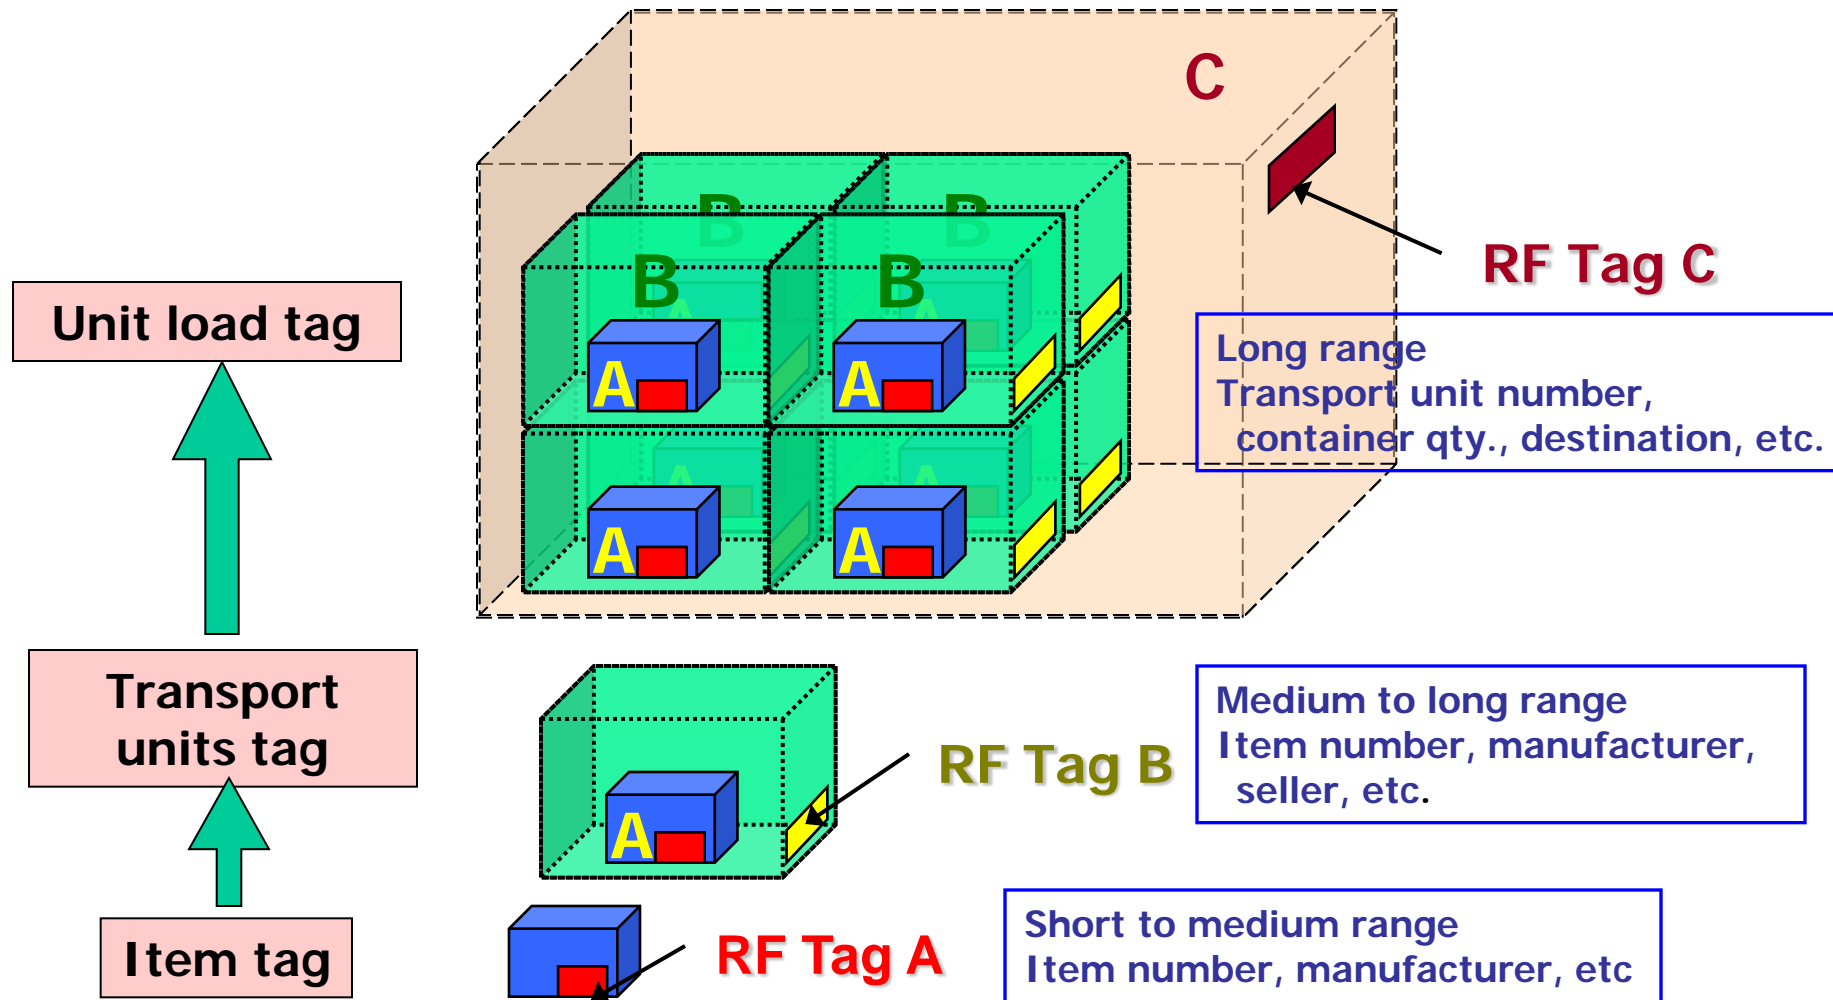 C
B B
B B
A A
A A
A A
A A
RF Tag C
Unit load tag
Long range
Transport unit number,
container qty., destination, etc.
Transport
units tag
A
RF Tag B
Medium to long range
Item number, manufacturer,
seller, etc.
Item tag
RF Tag A
Short to medium range
Item number, manufacturer, etc